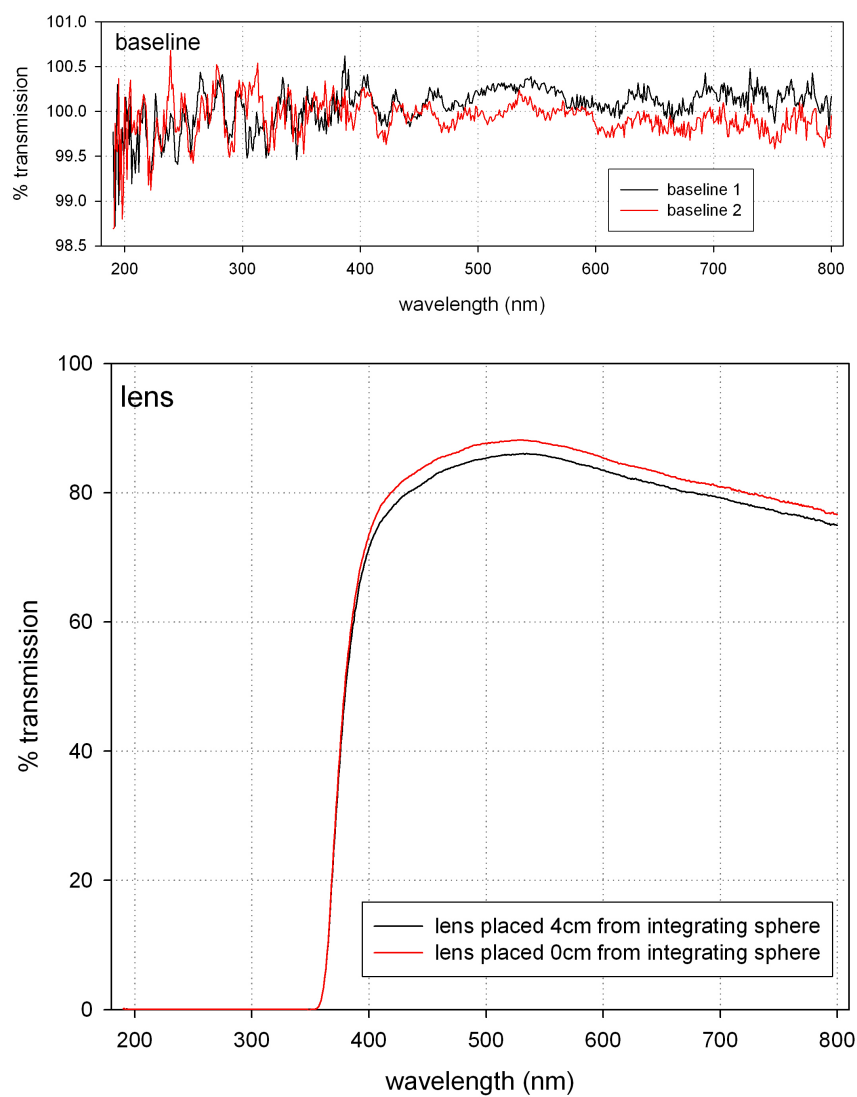 101.0
baseline
100.5
100.0
99.5
99.0
98.5
% transmission
baseline 1
baseline 2
200 300 400 500 600 700 800
wavelength (nm)
100
lens
80
60
40
20
0
% transmission
lens placed 4cm from integrating sphere
lens placed 0cm from integrating sphere
200 300 400 500 600 700 800
wavelength (nm)